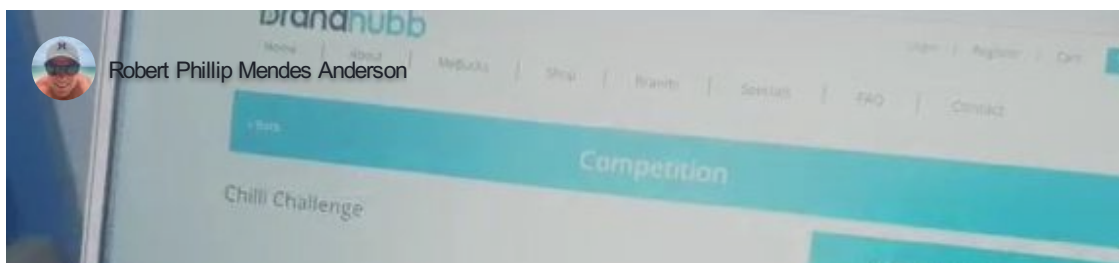 brandhubb
Login | Register | Cart
Robert Phillip Mendes Anderson
Home | About | MyBucks | Shop | Brands | Specials | FAQ | Contact
< Back
Competition
Chilli Challenge